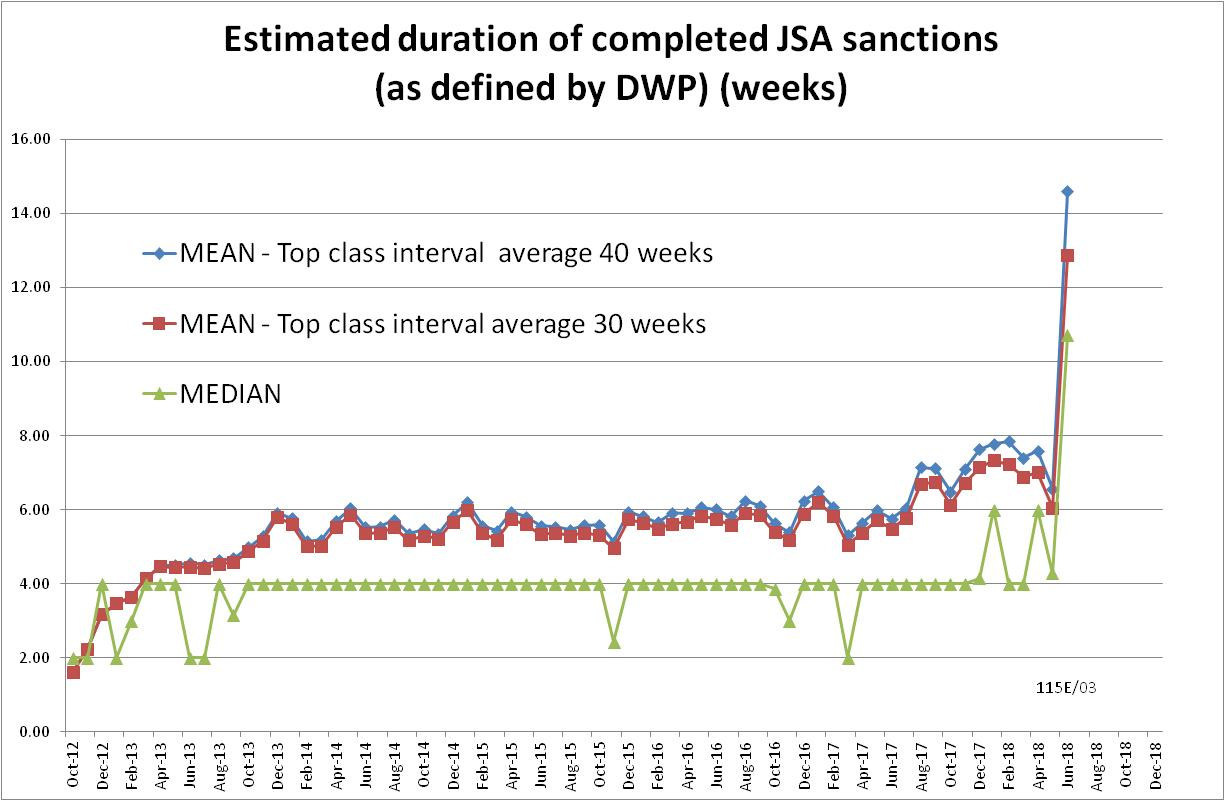 Estimated duration of completed JSA sanctions
(as defined by DWP) (weeks)
16.00
14.00
12.00
10.00
8.00
6.00
4.00
2.00
0.00
MEAN - Top class interval average 40 weeks
MEAN - Top class interval average 30 weeks
MEDIAN
115E/03
Oct-12
Dec-12
Feb-13
Apr-13
Jun-13
Aug-13
Oct-13
Dec-13
Feb-14
Apr-14
Jun-14
Aug-14
Oct-14
Dec-14
Feb-15
Apr-15
Jun-15
Aug-15
Oct-15
Dec-15
Feb-16
Apr-16
Jun-16
Aug-16
Oct-16
Dec-16
Feb-17
Apr-17
Jun-17
Aug-17
Oct-17
Dec-17
Feb-18
Apr-18
Jun-18
Aug-18
Oct-18
Dec-18